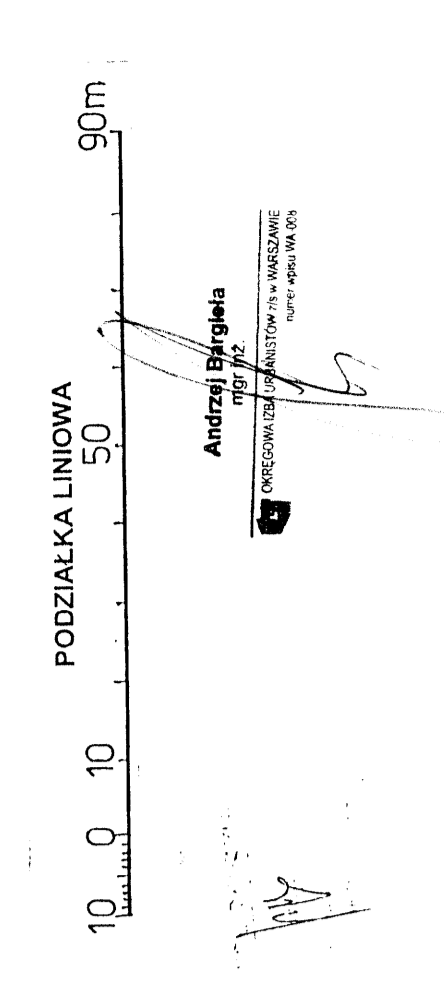 PODZIAŁKA LINIOWA
10 0 10 50 90m
Andrzej Bargieła
mgr inż.
OKRĘGOWA IZBA URBANISTÓW z/s w WARSZAWIE
numer wpisu WA-008